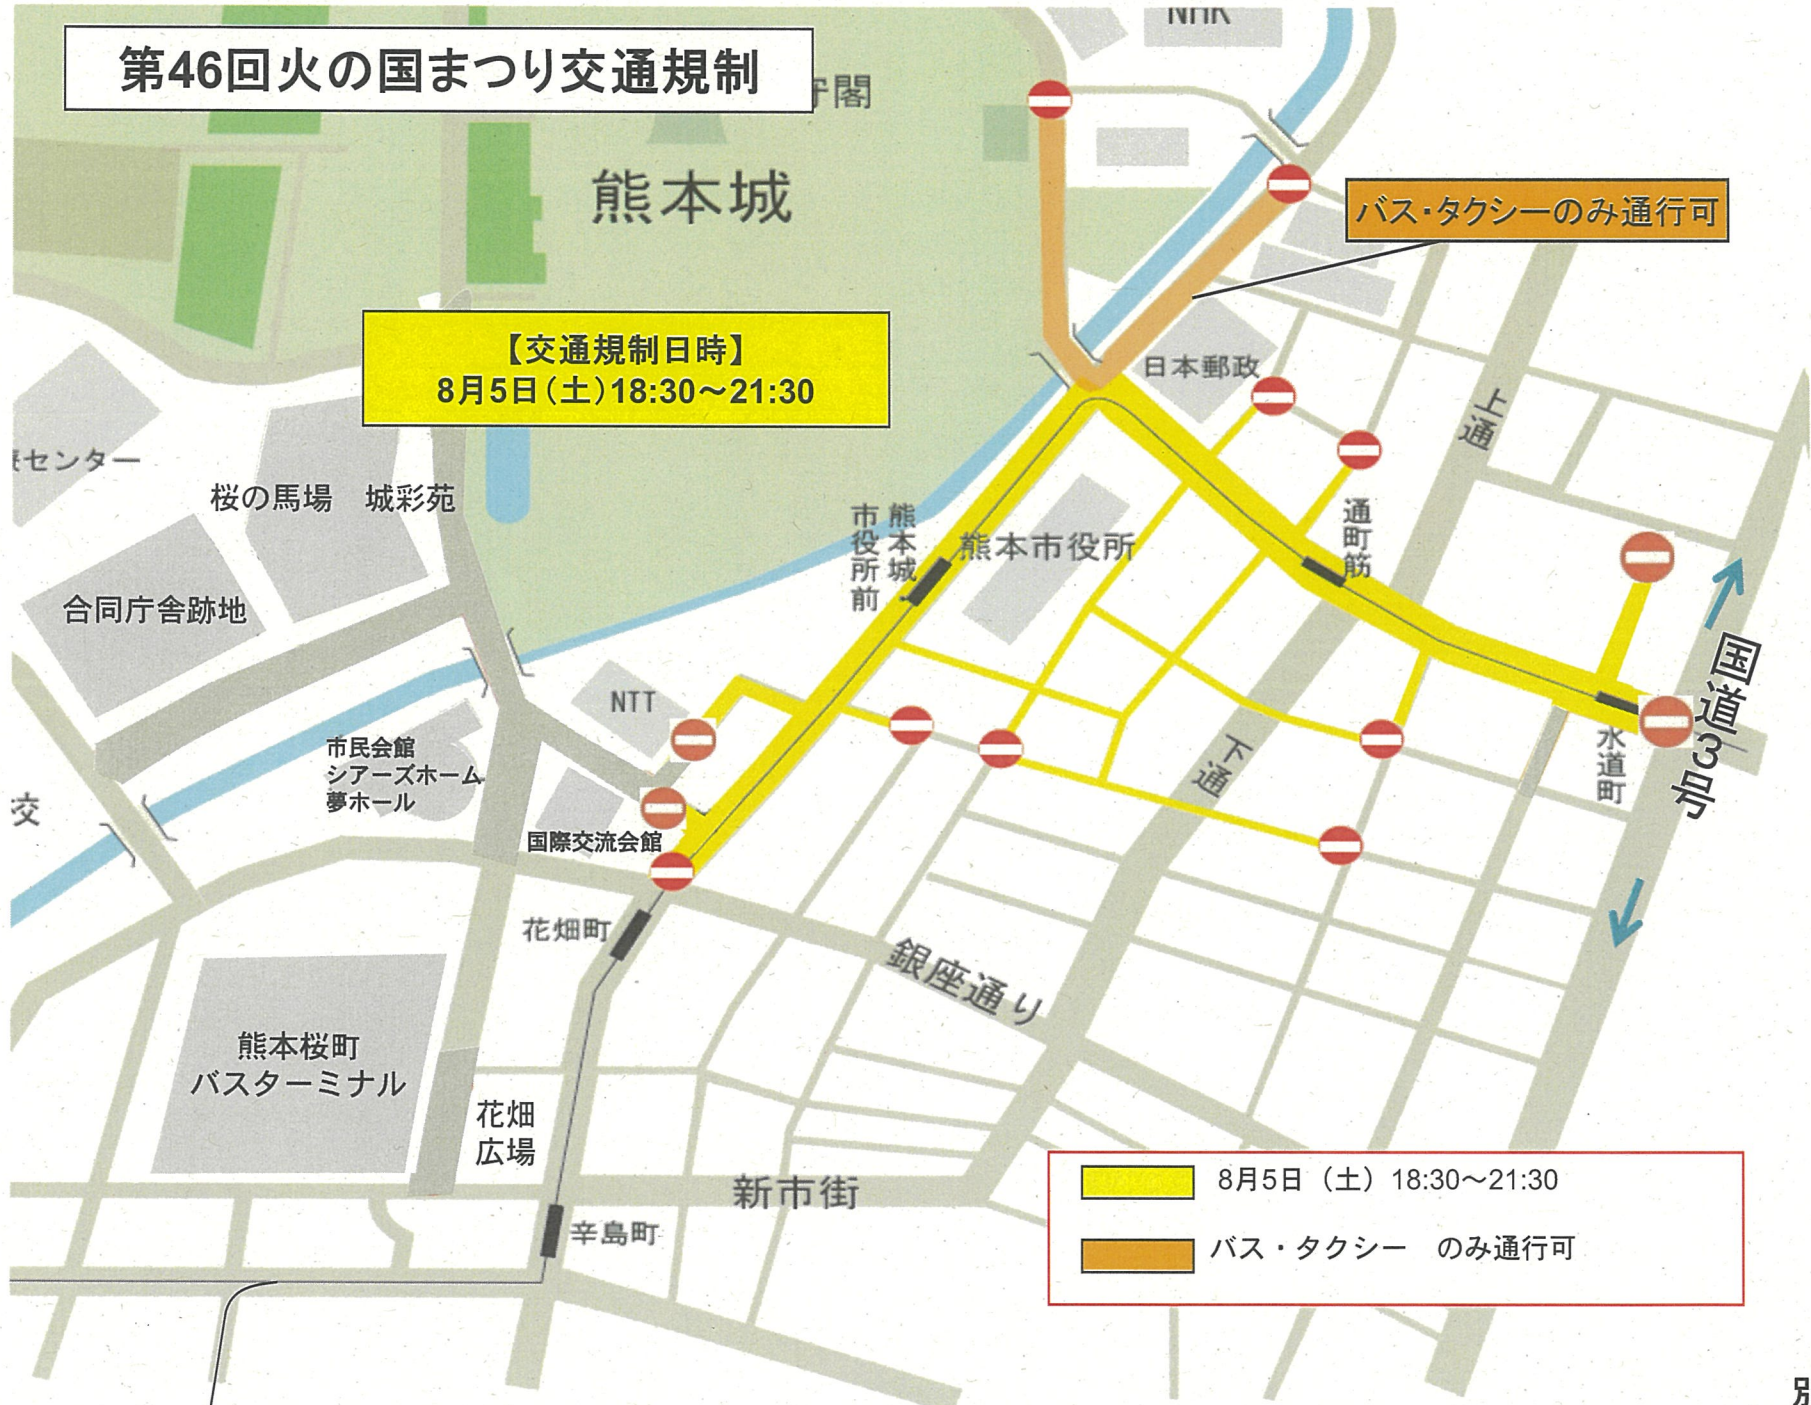 第46回火の国まつり交通規制
守閣
NHK
熊本城
バス・タクシーのみ通行可
【交通規制日時】
8月5日（土）18:30～21:30
日本郵政
上通
センター
桜の馬場　城彩苑
熊本城
市役所前
熊本市役所
通町筋
合同庁舎跡地
国道3号
NTT
市民会館
シアーズホーム
夢ホール
下通
水道町
交
国際交流会館
花畑町
銀座通り
熊本桜町
バスターミナル
花畑
広場
新市街
辛島町
8月5日（土）18:30～21:30
バス・タクシー　のみ通行可